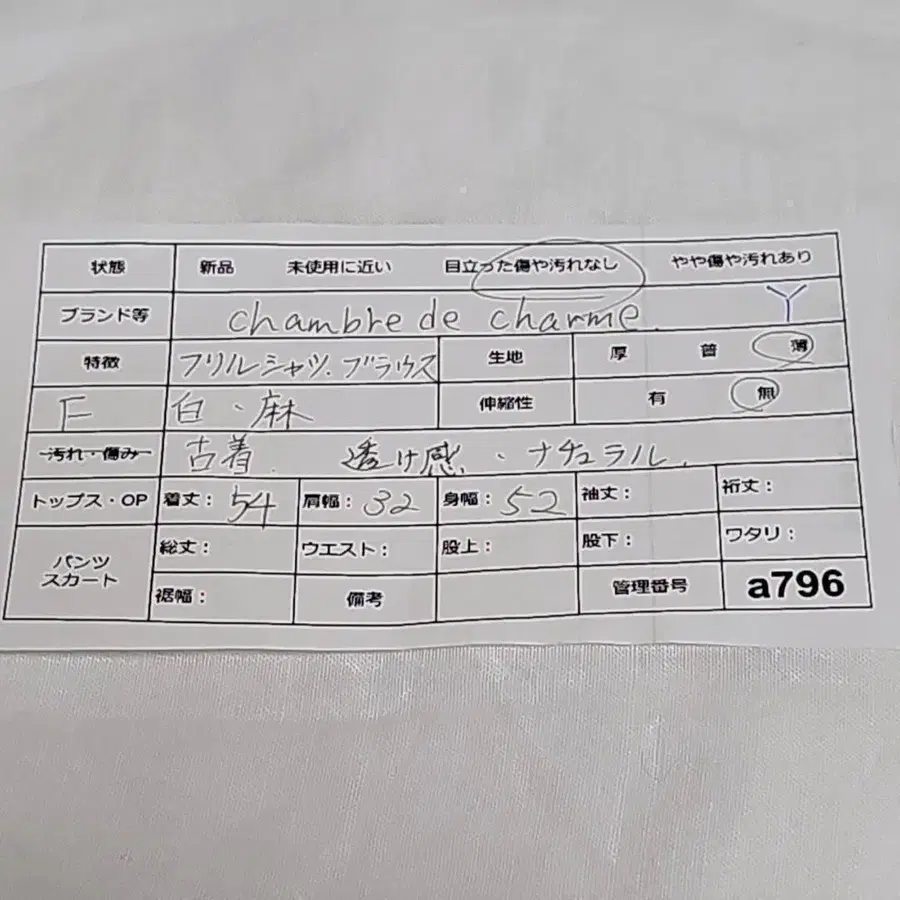 状態 新品 未使用に近い 目立った傷や汚れなし やや傷や汚れあり
ブランド等 chambre de charme. Y
特徴 フリルシャツ.ブラウス 生地 厚 普 薄
F 白・麻 伸縮性 有 無
汚れ・傷み 古着. 透け感・ナチュラル.
トップス・OP 着丈: 54 肩幅: 32 身幅: 52 袖丈: 裄丈:
パンツ
スカート
総丈: ウエスト: 股上: 股下: ワタリ:
裾幅: 備考 管理番号 a796